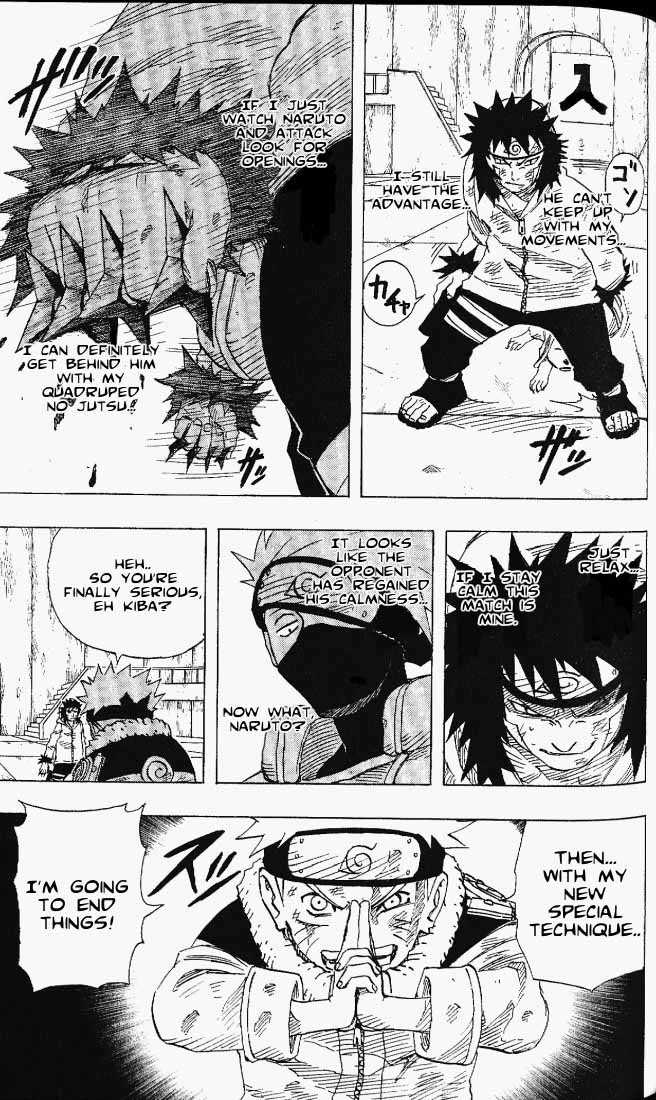 I STILL
HAVE THE
ADVANTAGE...
HE CAN'T
KEEP UP
WITH MY
MOVEMENTS...
入
ゴン
カチャ
ザッ
IF I JUST
WATCH NARUTO
AND ATTACK
LOOK FOR
OPENINGS...
I CAN DEFINITELY
GET BEHIND HIM
WITH MY
QUADRUPED
NO JUTSU..
ザザ
ザッ
JUST
RELAX...
IF I STAY
CALM THIS
MATCH IS
MINE.
IT LOOKS
LIKE THE
OPPONENT
HAS REGAINED
HIS CALMNESS...
NOW WHAT,
NARUTO?
HEH..
SO YOU'RE
FINALLY SERIOUS,
EH KIBA?
THEN...
WITH MY
NEW
SPECIAL
TECHNIQUE..
ズッ
I'M GOING
TO END
THINGS!